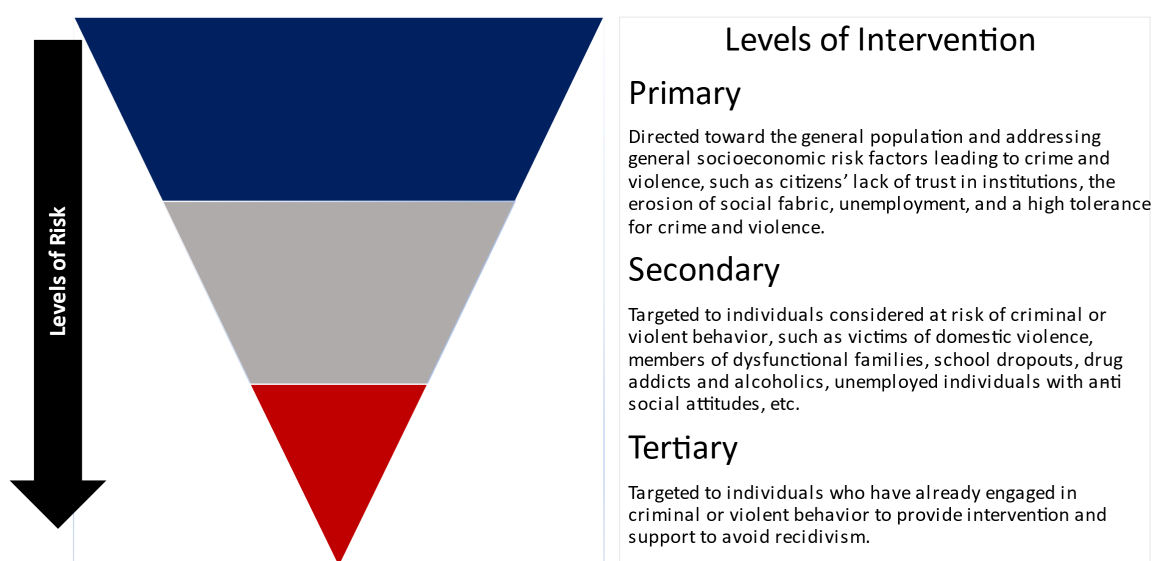 Levels of Risk
Levels of Intervention
Primary
Directed toward the general population and addressing
general socioeconomic risk factors leading to crime and
violence, such as citizens’ lack of trust in institutions, the
erosion of social fabric, unemployment, and a high tolerance
for crime and violence.
Secondary
Targeted to individuals considered at risk of criminal or
violent behavior, such as victims of domestic violence,
members of dysfunctional families, school dropouts, drug
addicts and alcoholics, unemployed individuals with anti-
social attitudes, etc.
Tertiary
Targeted to individuals who have already engaged in
criminal or violent behavior to provide intervention and
support to avoid recidivism.